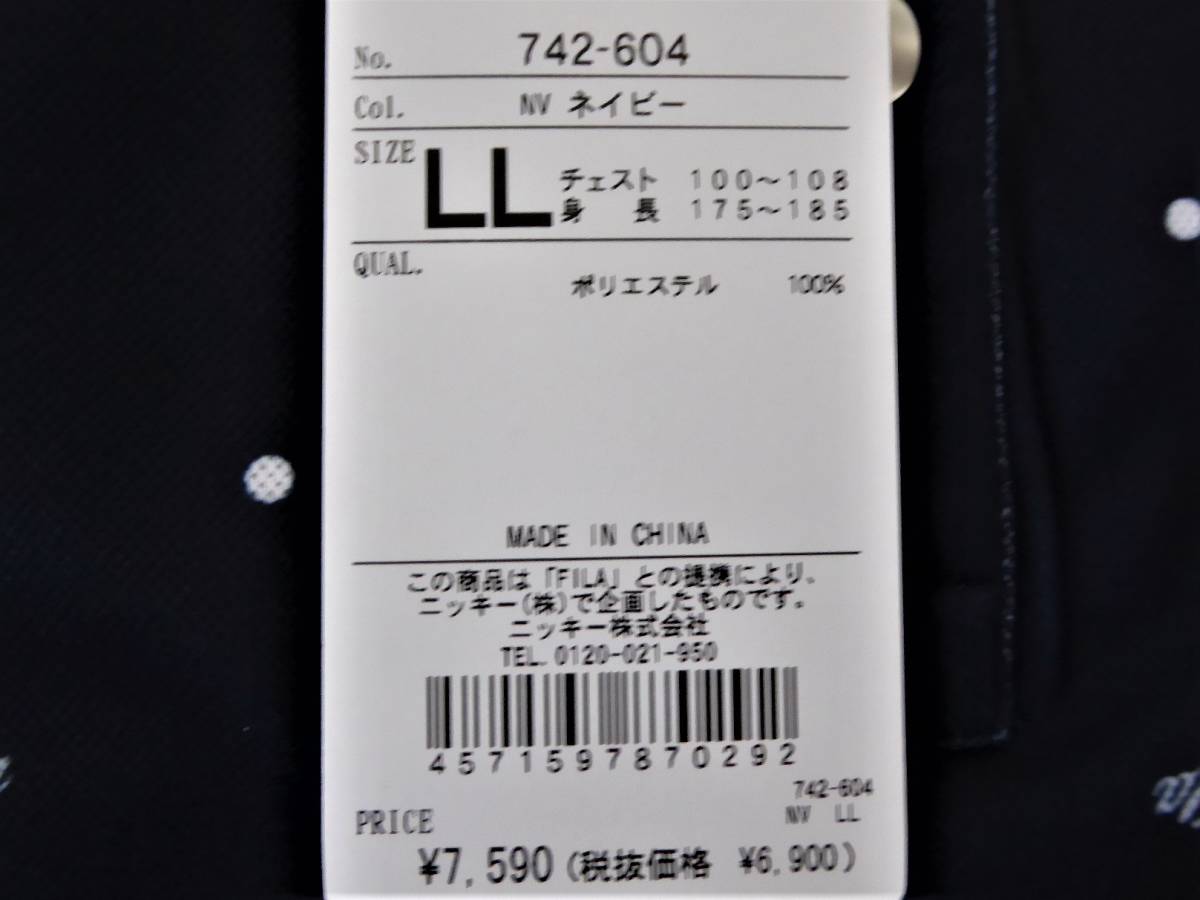 No. 742-604
Col. NV ネイビー
SIZE LL チェスト 100～108
身長 175～185
QUAL.
ポリエステル 100%
MADE IN CHINA
この商品は「FILA」との提携により、
ニッキー(株)で企画したものです。
ニッキー株式会社
TEL. 0120-021-950
4571597870292
742-604
NV LL
PRICE
¥7,590 (税抜価格 ¥6,900)